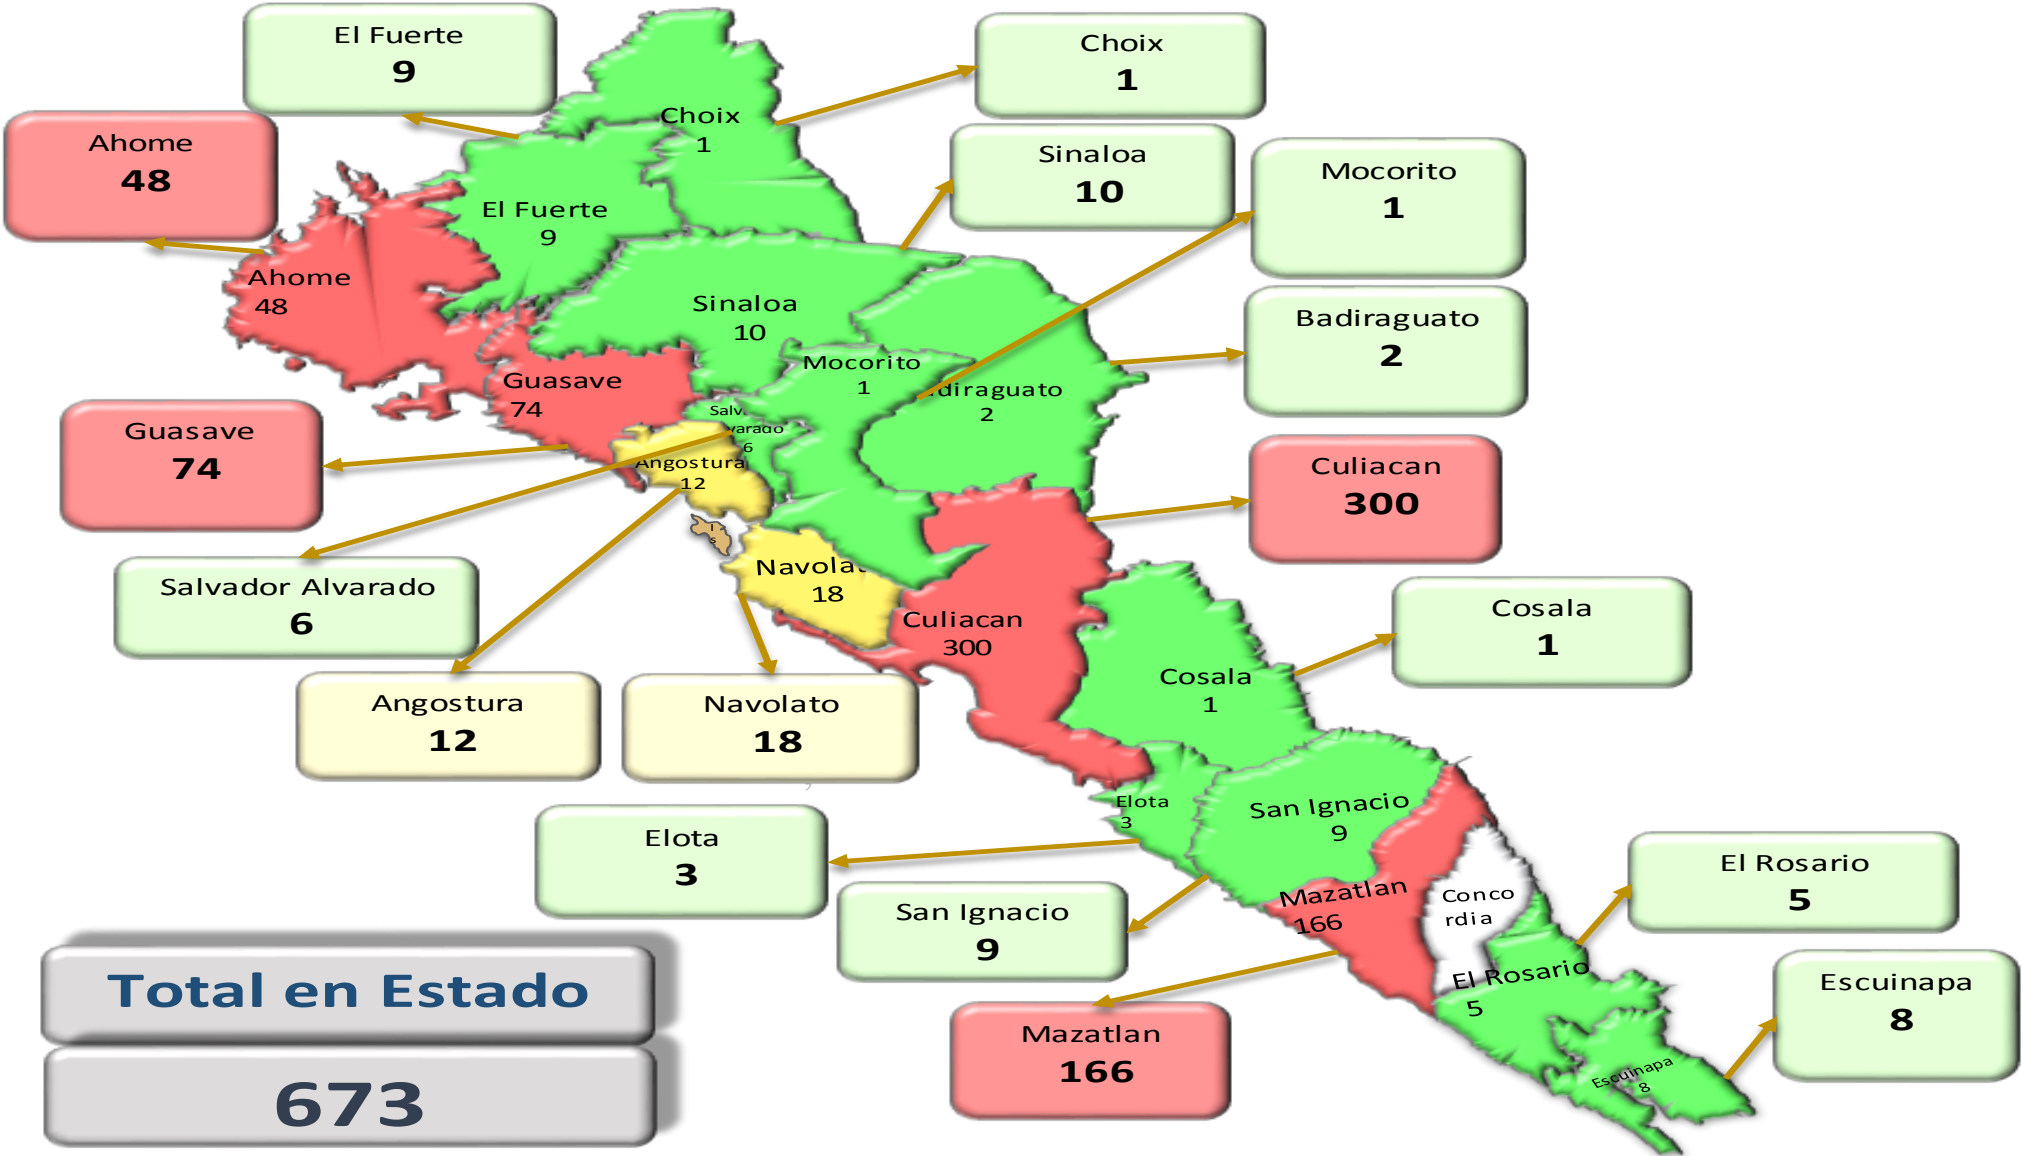 El Fuerte
9
Choix
1
Ahome
48
Sinaloa
10
Mocorito
1
Badiraguato
2
Guasave
74
Culiacan
300
Salvador Alvarado
6
Cosala
1
Angostura
12
Navolato
18
Elota
3
San Ignacio
9
El Rosario
5
Mazatlan
166
Escuinapa
8
Choix
1
El Fuerte
9
Ahome
48
Sinaloa
10
Mocorito
1
diraguato
2
Guasave
74
Salv
varado
6
Angostura
12
I
s
Navolat
18
Culiacan
300
Cosala
1
Elota
3
San Ignacio
9
Mazatlan
166
Conco
rdia
El Rosario
5
Escuinapa
8
Total en Estado
673